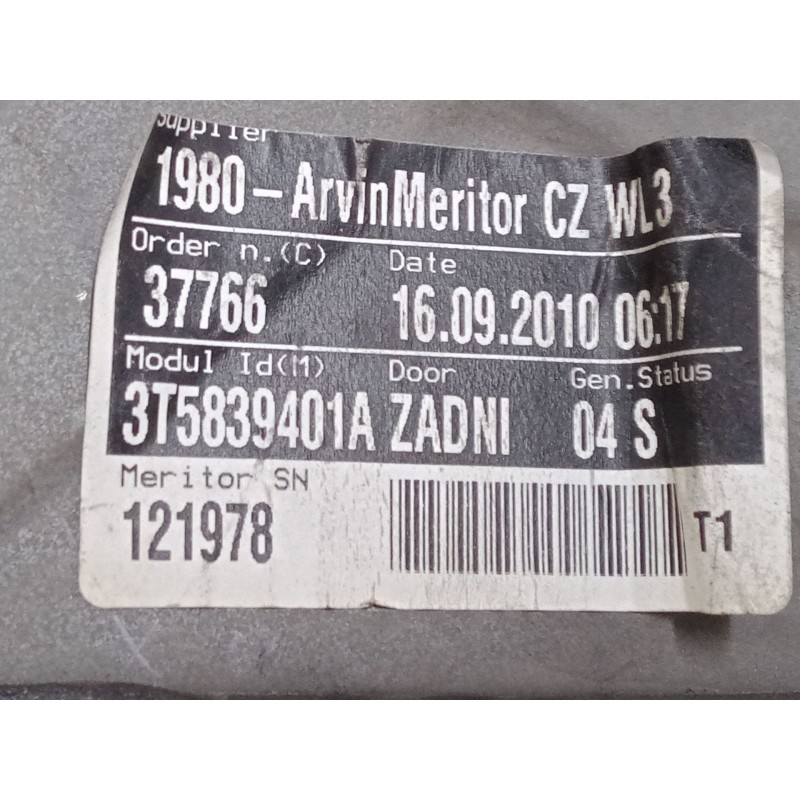 Supplier
1980-ArvinMeritor CZ WL3
Order n.(C) Date
37766 16.09.2010 06:17
Modul Id(M) Door Gen.Status
3T5839401A ZADNI 04 S
Meritor SN
121978 T1